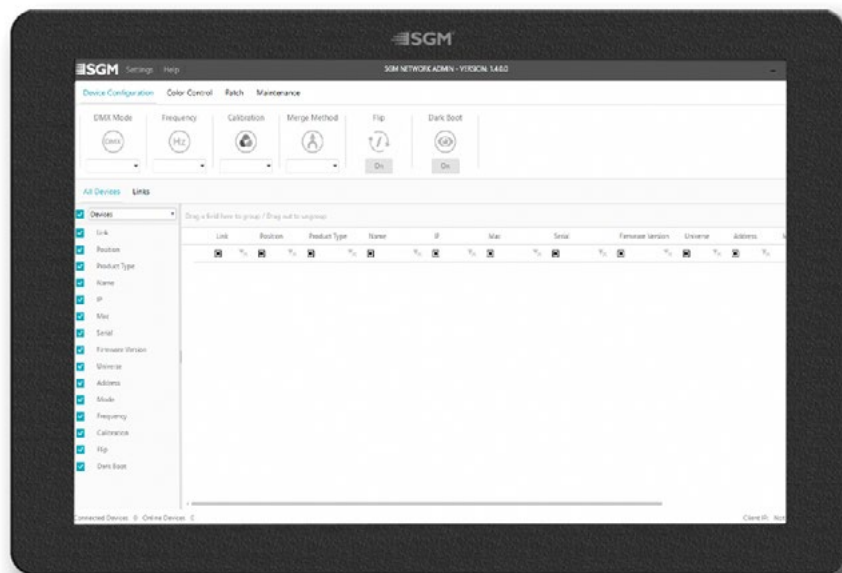 SGM
SGM Settings Help SGM NETWORK ADMIN - VERSION: 1.4.0.0
Device Configuration Color Control Patch Maintenance
DMX Mode Frequency Calibration Merge Method Flip Dark Boot
DMX Hz
On On
All Devices Links
Devices Drag a field here to group / Drag out to ungroup
Link Position Product Type Name IP Mac Serial Firmware Version Universe Address
Link
Position
Product Type
Name
IP
Mac
Serial
Firmware Version
Universe
Address
Mode
Frequency
Calibration
Flip
Dark Boot
Connected Devices 0 Online Devices 0 Client IP: Not